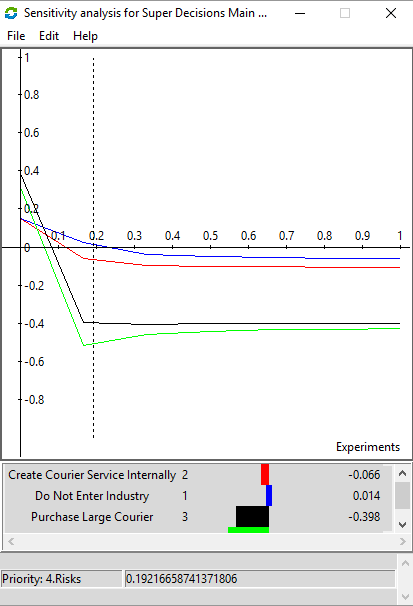 Sensitivity analysis for Super Decisions Main ...
File Edit Help
1
0.8
0.6
0.4
0.2
0.1 0.2 0.3 0.4 0.5 0.6 0.7 0.8 0.9 1
0
-0.2
-0.4
-0.6
-0.8
Experiments
Create Courier Service Internally 2 -0.066
Do Not Enter Industry 1 0.014
Purchase Large Courier 3 -0.398
Priority: 4.Risks 0.19216658741371806